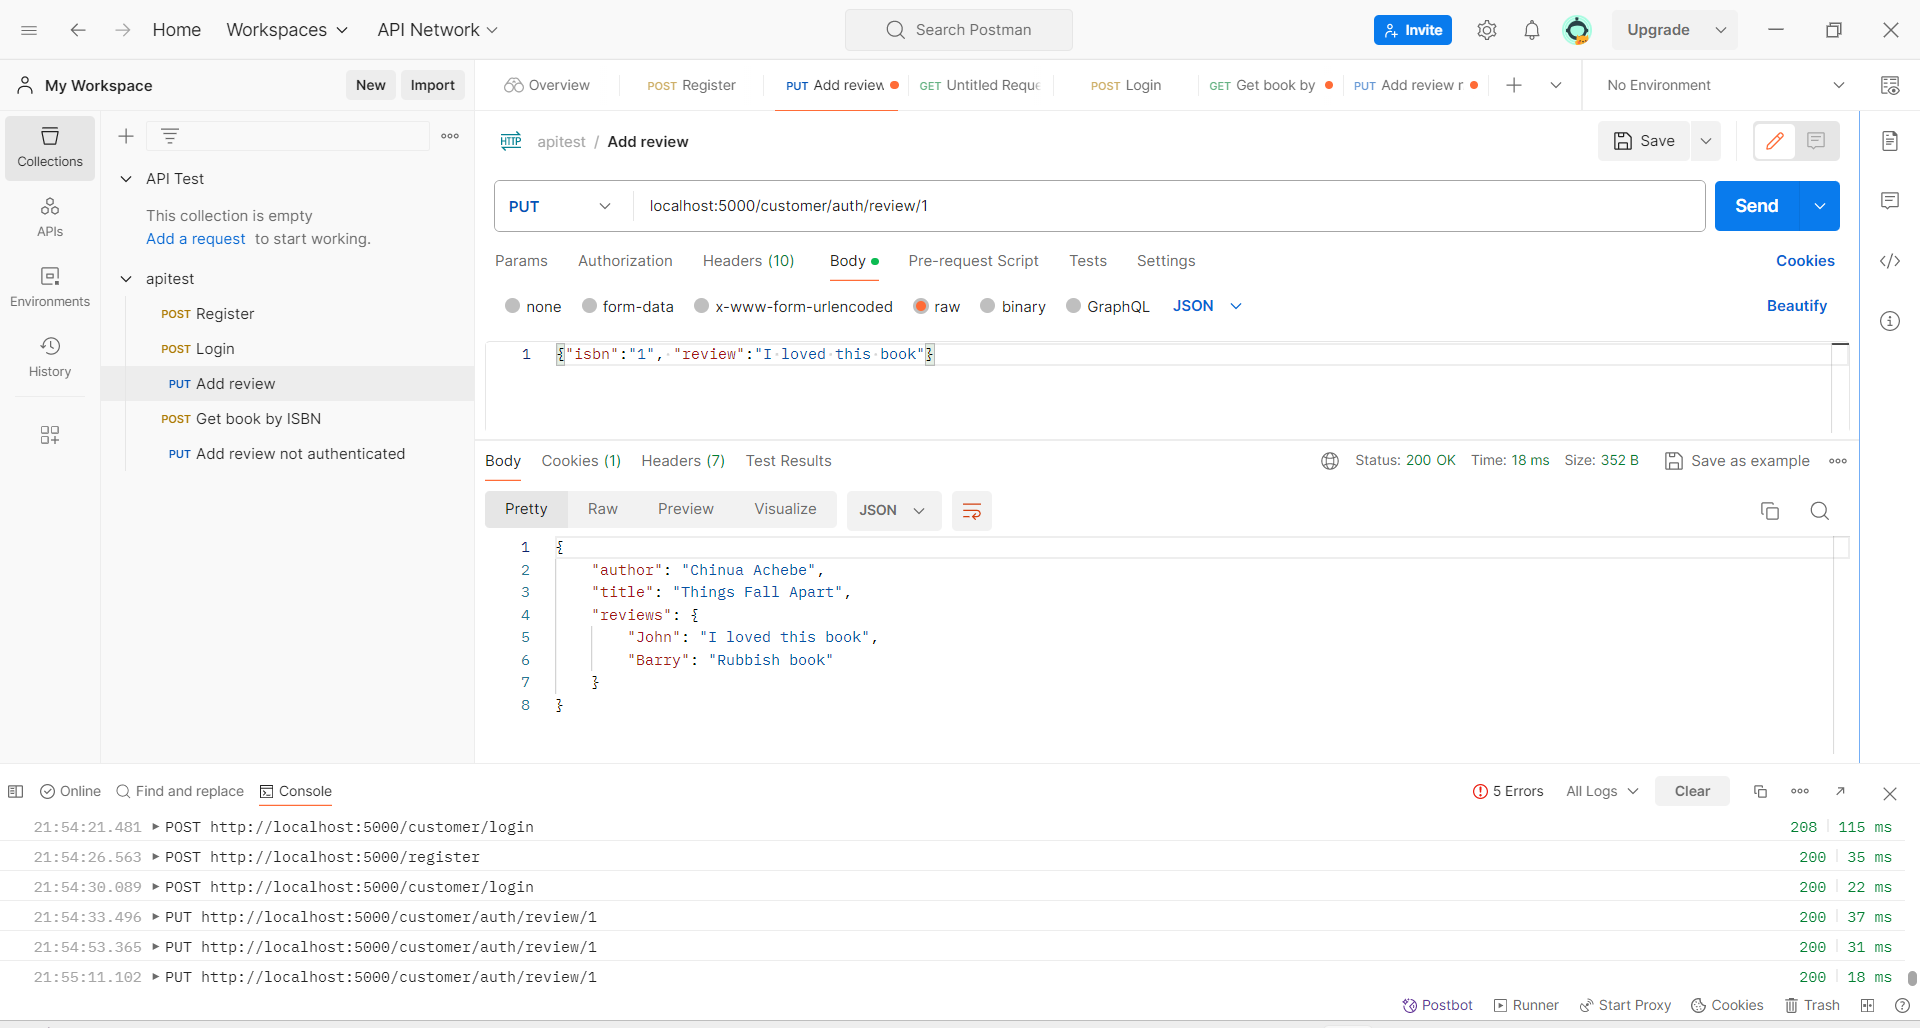 Home Workspaces API Network Search Postman Invite Upgrade
My Workspace New Import Overview POST Register PUT Add review GET Untitled Reque POST Login GET Get book by PUT Add review r No Environment
Collections
APIs
Environments
History
API Test
This collection is empty
Add a request to start working.
apitest
POST Register
POST Login
PUT Add review
POST Get book by ISBN
PUT Add review not authenticated
HTTP apitest / Add review Save
PUT localhost:5000/customer/auth/review/1 Send
Params Authorization Headers (10) Body Pre-request Script Tests Settings Cookies
none form-data x-www-form-urlencoded raw binary GraphQL JSON Beautify
1 {"isbn":"1", "review":"I loved this book"}
Body Cookies (1) Headers (7) Test Results Status: 200 OK Time: 18 ms Size: 352 B Save as example
Pretty Raw Preview Visualize JSON
1 {
2 "author": "Chinua Achebe",
3 "title": "Things Fall Apart",
4 "reviews": {
5 "John": "I loved this book",
6 "Barry": "Rubbish book"
7 }
8 }
Online Find and replace Console 5 Errors All Logs Clear
21:54:21.481 POST http://localhost:5000/customer/login 208 115 ms
21:54:26.563 POST http://localhost:5000/register 200 35 ms
21:54:30.089 POST http://localhost:5000/customer/login 200 22 ms
21:54:33.496 PUT http://localhost:5000/customer/auth/review/1 200 37 ms
21:54:53.365 PUT http://localhost:5000/customer/auth/review/1 200 31 ms
21:55:11.102 PUT http://localhost:5000/customer/auth/review/1 200 18 ms
Postbot Runner Start Proxy Cookies Trash